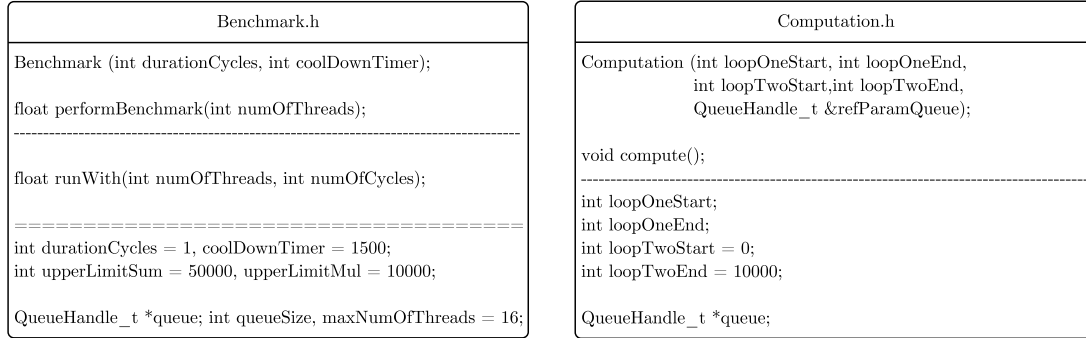 Benchmark.h
Benchmark (int durationCycles, int coolDownTimer);
float performBenchmark(int numOfThreads);
float runWith(int numOfThreads, int numOfCycles);
int durationCycles = 1, coolDownTimer = 1500;
int upperLimitSum = 50000, upperLimitMul = 10000;
QueueHandle_t *queue; int queueSize, maxNumOfThreads = 16;
Computation.h
Computation (int loopOneStart, int loopOneEnd,
int loopTwoStart,int loopTwoEnd,
QueueHandle_t &refParamQueue);
void compute();
int loopOneStart;
int loopOneEnd;
int loopTwoStart = 0;
int loopTwoEnd = 10000;
QueueHandle_t *queue;